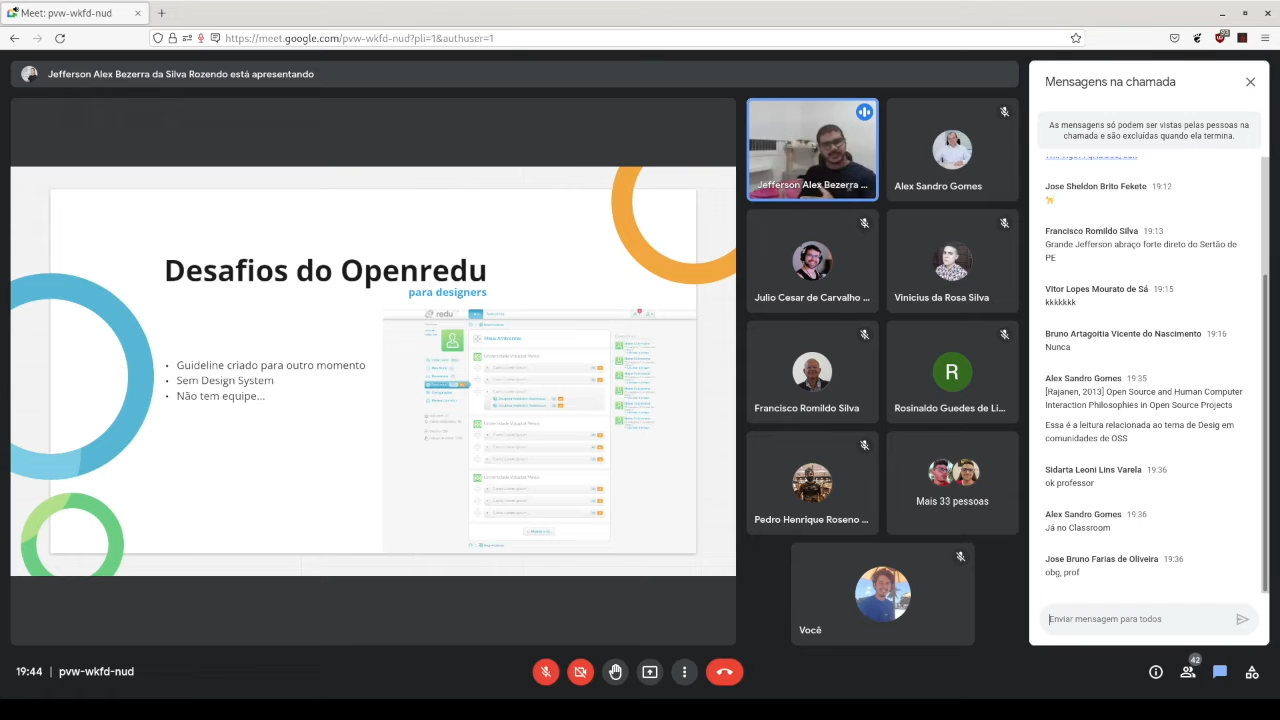 Meet: pvw-wkfd-nud
https://meet.google.com/pvw-wkfd-nud?pli=1&authuser=1
Jefferson Alex Bezerra da Silva Rozendo está apresentando
Desafios do Openredu
para designers
Guideline criado para outro momento
Sem Design System
Não tem equipe...
redu
Meus Ambientes
Jefferson Alex Bezerra ...
Alex Sandro Gomes
Julio Cesar de Carvalho ...
Vinicius da Rosa Silva
Francisco Romildo Silva
R
Rosinaldo Guedes de Li...
Pedro Henrique Roseno ...
Mais 33 pessoas
Você
Mensagens na chamada
As mensagens só podem ser vistas pelas pessoas na
chamada e são excluídas quando ela termina.
Jose Sheldon Brito Fekete 19:12
Francisco Romildo Silva 19:13
Grande Jefferson abraço forte direto do Sertão de
PE
Vitor Lopes Mourato de Sá 19:15
kkkkkkk
Bruno Artagoitia Vicente do Nascimento 19:16
Nunca
Alex Sandro Gomes 19:35
[Rajanen, 2013] Open Source and Human Computer
Interaction Philosophies in Open Source Projects
Essa é a leitura relacionada ao tema de Desig em
comunidades de OSS
Sidarta Leoni Lins Varela 19:36
ok professor
Alex Sandro Gomes 19:36
Já no Classroom
Jose Bruno Farias de Oliveira 19:36
obg, prof
Enviar mensagem para todos
19:44 | pvw-wkfd-nud
42